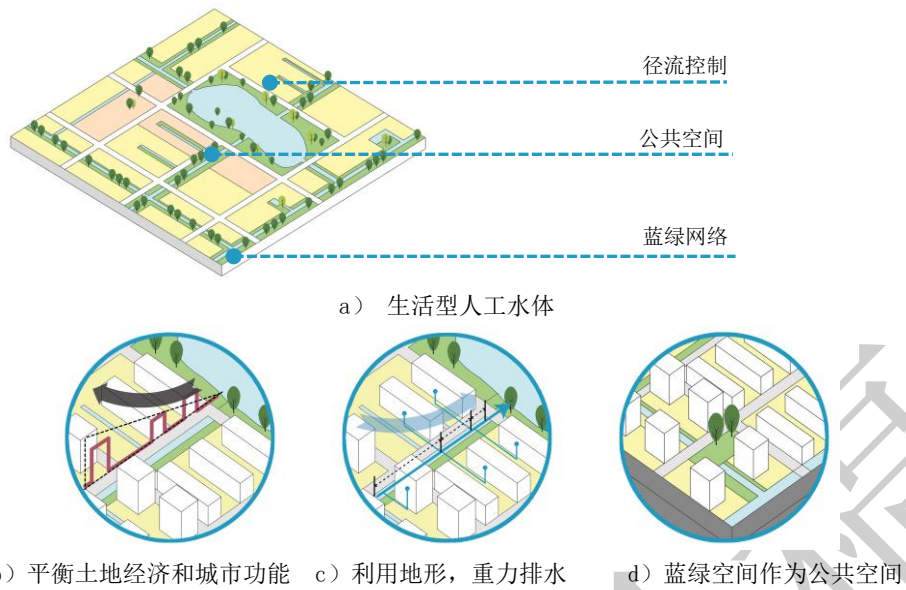 径流控制
公共空间
蓝绿网络
a） 生活型人工水体
）平衡土地经济和城市功能 c）利用地形，重力排水 d）蓝绿空间作为公共空间